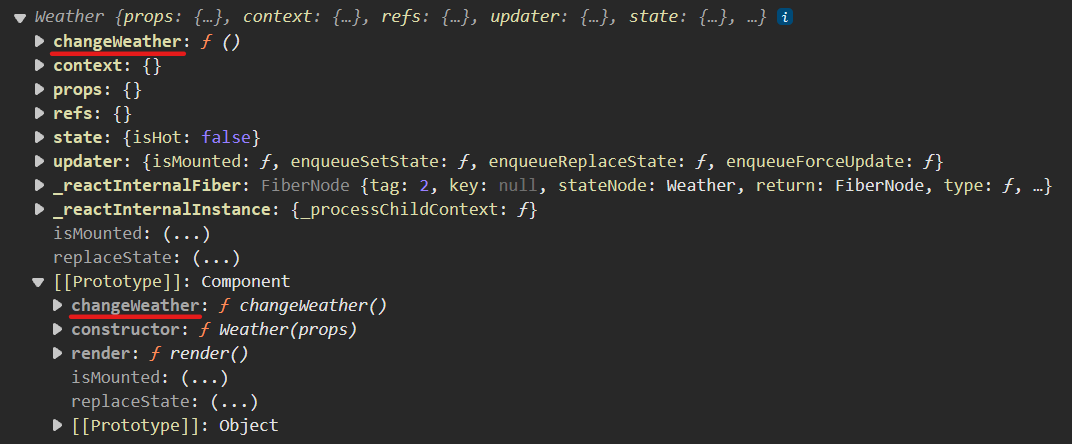 Weather {props: {…}, context: {…}, refs: {…}, updater: {…}, state: {…}, …} i
changeWeather: ƒ ()
context: {}
props: {}
refs: {}
state: {isHot: false}
updater: {isMounted: ƒ, enqueueSetState: ƒ, enqueueReplaceState: ƒ, enqueueForceUpdate: ƒ}
_reactInternalFiber: FiberNode {tag: 2, key: null, stateNode: Weather, return: FiberNode, type: ƒ, …}
_reactInternalInstance: {_processChildContext: ƒ}
isMounted: (...)
replaceState: (...)
[[Prototype]]: Component
changeWeather: ƒ changeWeather()
constructor: ƒ Weather(props)
render: ƒ render()
isMounted: (...)
replaceState: (...)
[[Prototype]]: Object